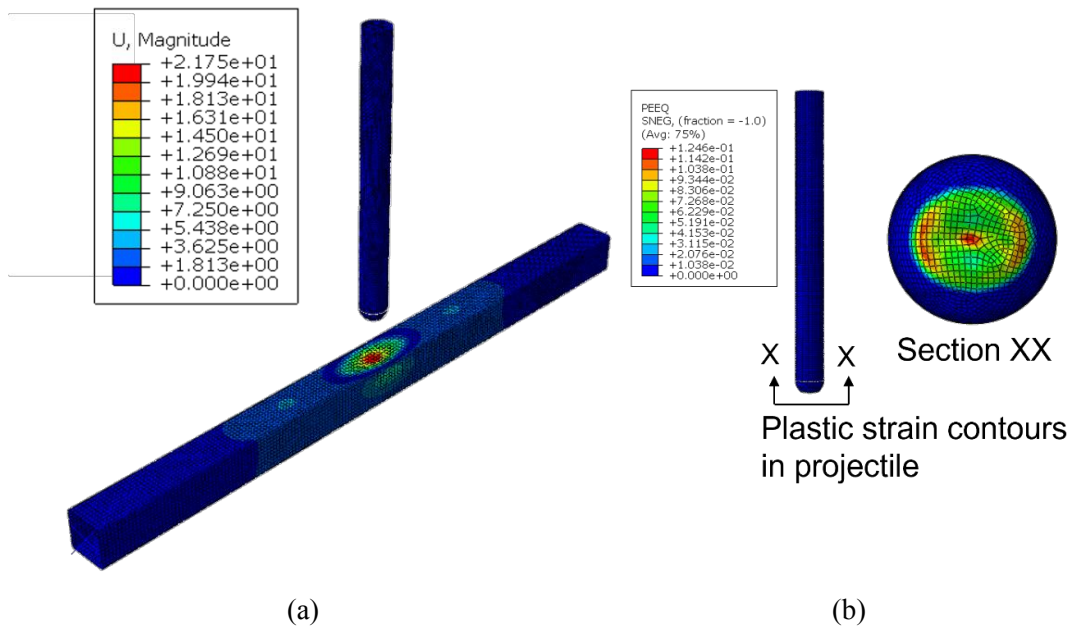 U, Magnitude
+2.175e+01
+1.994e+01
+1.813e+01
+1.631e+01
+1.450e+01
+1.269e+01
+1.088e+01
+9.063e+00
+7.250e+00
+5.438e+00
+3.625e+00
+1.813e+00
+0.000e+00
(a)
PEEQ
SNEG, (fraction = -1.0)
(Avg: 75%)
+1.246e-01
+1.142e-01
+1.038e-01
+9.344e-02
+8.306e-02
+7.268e-02
+6.229e-02
+5.191e-02
+4.153e-02
+3.115e-02
+2.076e-02
+1.038e-02
+0.000e+00
X X
Section XX
Plastic strain contours
in projectile
(b)